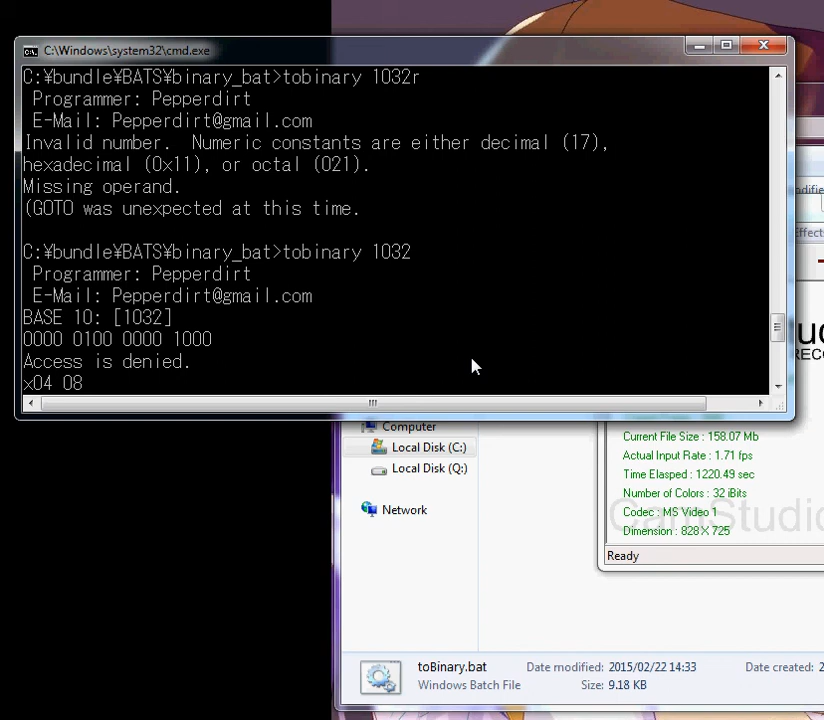 C:\Windows\system32\cmd.exe
C:¥bundle¥BATS¥binary_bat>tobinary 1032r
Programmer: Pepperdirt
E-Mail: Pepperdirt@gmail.com
Invalid number.  Numeric constants are either decimal (17),
hexadecimal (0x11), or octal (021).
Missing operand.
(GOTO was unexpected at this time.
C:¥bundle¥BATS¥binary_bat>tobinary 1032
Programmer: Pepperdirt
E-Mail: Pepperdirt@gmail.com
BASE 10: [1032]
0000 0100 0000 1000
Access is denied.
x04 08
Effect
Computer
Local Disk (C:)
Local Disk (Q:)
Network
Current File Size : 158.07 Mb
Actual Input Rate : 1.71 fps
Time Elasped : 1220.49 sec
Number of Colors : 32 iBits
Codec : MS Video 1
Dimension : 828 X 725
CamStudio
Ready
toBinary.bat
Date modified: 2015/02/22 14:33
Date created: 2
Windows Batch File
Size: 9.18 KB